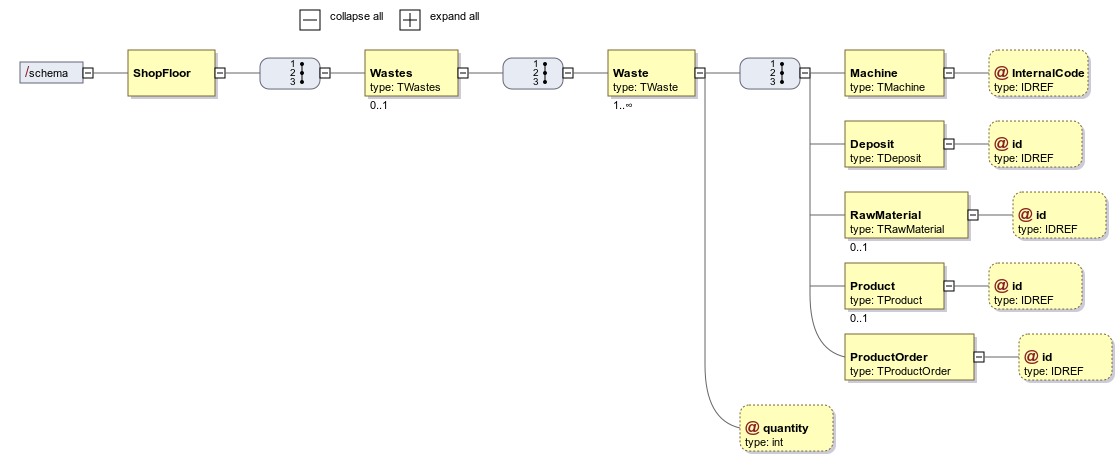 collapse all
expand all
/schema
ShopFloor
1
2
3
Wastes
type: TWastes
0..1
1
2
3
Waste
type: TWaste
1..∞
1
2
3
Machine
type: TMachine
@ InternalCode
type: IDREF
Deposit
type: TDeposit
@ id
type: IDREF
RawMaterial
type: TRawMaterial
0..1
@ id
type: IDREF
Product
type: TProduct
0..1
@ id
type: IDREF
ProductOrder
type: TProductOrder
@ id
type: IDREF
@ quantity
type: int